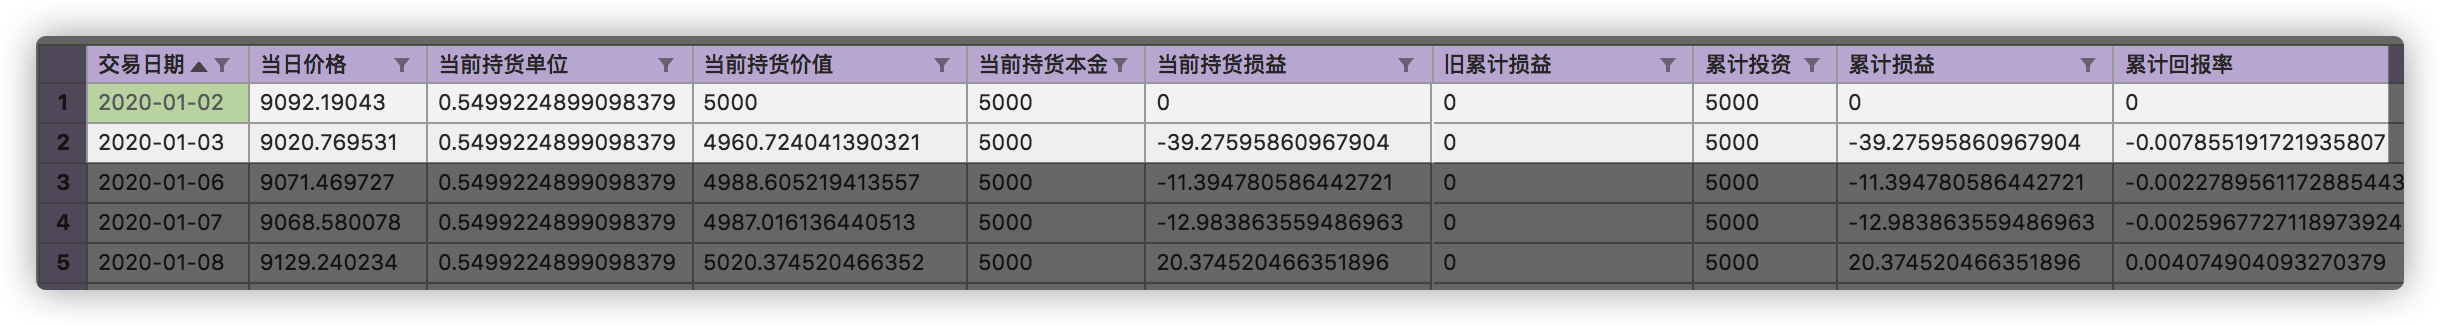 交易日期 当日价格 当前持货单位 当前持货价值 当前持货本金 当前持货损益 旧累计损益 累计投资 累计损益 累计回报率
1 2020-01-02 9092.19043 0.5499224899098379 5000 5000 0 0 5000 0 0
2 2020-01-03 9020.769531 0.5499224899098379 4960.724041390321 5000 -39.27595860967904 0 5000 -39.27595860967904 -0.007855191721935807
3 2020-01-06 9071.469727 0.5499224899098379 4988.605219413557 5000 -11.394780586442721 0 5000 -11.394780586442721 -0.0022789561172885443
4 2020-01-07 9068.580078 0.5499224899098379 4987.016136440513 5000 -12.983863559486963 0 5000 -12.983863559486963 -0.0025967727118973924
5 2020-01-08 9129.240234 0.5499224899098379 5020.374520466352 5000 20.374520466351896 0 5000 20.374520466351896 0.004074904093270379